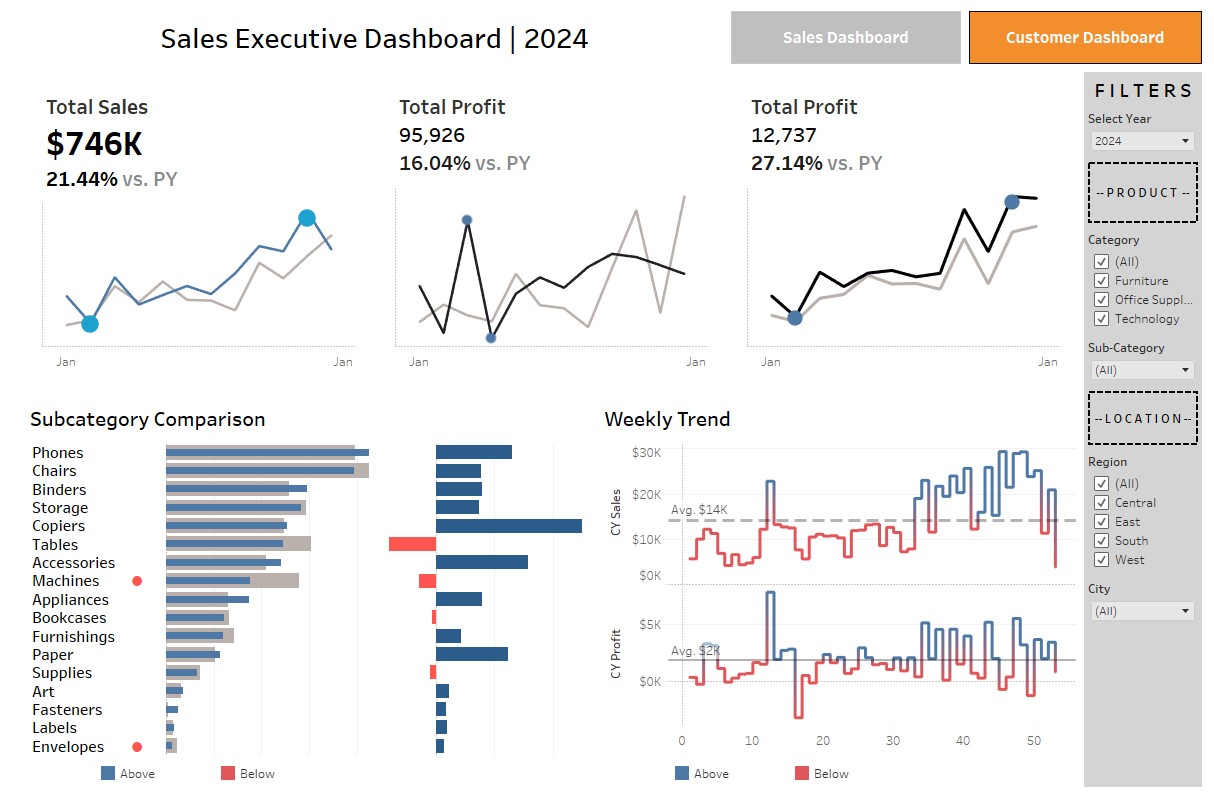 Sales Executive Dashboard | 2024
Sales Dashboard
Customer Dashboard
Total Sales
$746K
21.44% vs. PY
Jan
Jan
Total Profit
95,926
16.04% vs. PY
Jan
Jan
Total Profit
12,737
27.14% vs. PY
Jan
Jan
FILTERS
Select Year
2024
--PRODUCT --
Category
(All)
Furniture
Office Suppl...
Technology
Sub-Category
(All)
--LOCATION--
Region
(All)
Central
East
South
West
City
(All)
Subcategory Comparison
Phones
Chairs
Binders
Storage
Copiers
Tables
Accessories
Machines
Appliances
Bookcases
Furnishings
Paper
Supplies
Art
Fasteners
Labels
Envelopes
Above
Below
Weekly Trend
CY Sales
$30K
$20K
$10K
$0K
Avg. $14K
CY Profit
$5K
$0K
Avg. $2K
0 10 20 30 40 50
Above
Below